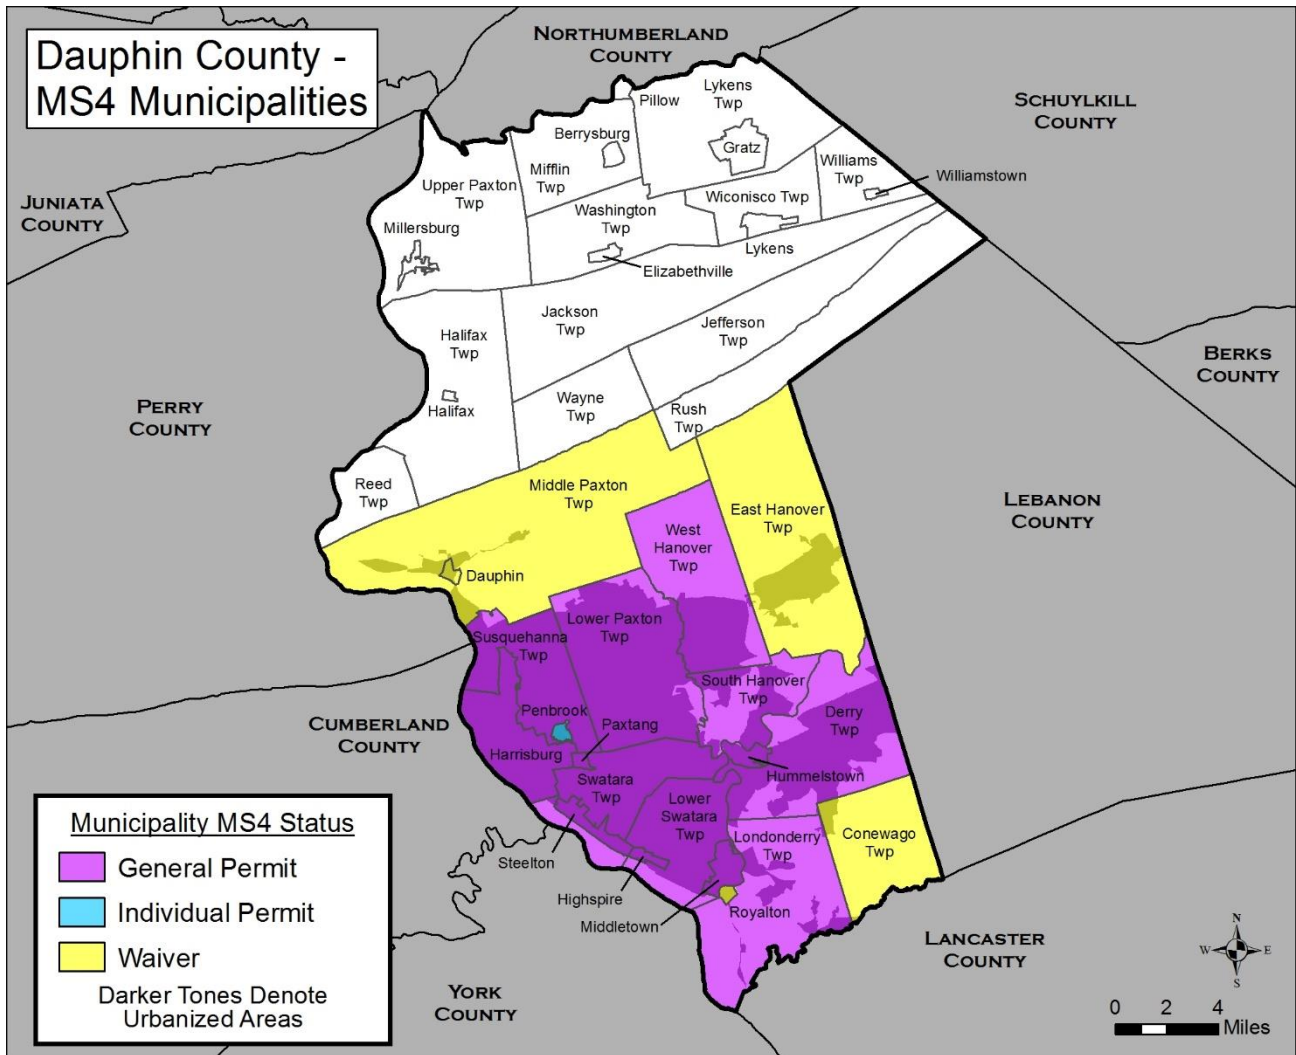 Dauphin County -
MS4 Municipalities
NORTHUMBERLAND
COUNTY
SCHUYLKILL
COUNTY
JUNIATA
COUNTY
PERRY
COUNTY
BERKS
COUNTY
LEBANON
COUNTY
CUMBERLAND
COUNTY
YORK
COUNTY
LANCASTER
COUNTY
Pillow
Lykens
Twp
Berrysburg
Gratz
Mifflin
Twp
Williams
Twp
Williamstown
Upper Paxton
Twp
Wiconisco Twp
Washington
Twp
Millersburg
Lykens
Elizabethville
Jackson
Twp
Jefferson
Twp
Halifax
Twp
Halifax
Wayne
Twp
Rush
Twp
Reed
Twp
Middle Paxton
Twp
East Hanover
Twp
West
Hanover
Twp
Dauphin
Lower Paxton
Twp
Susquehanna
Twp
South Hanover
Twp
Penbrook
Paxtang
Derry
Twp
Harrisburg
Hummelstown
Swatara
Twp
Lower
Swatara
Twp
Londonderry
Twp
Conewago
Twp
Steelton
Highspire
Middletown
Royalton
Municipality MS4 Status
General Permit
Individual Permit
Waiver
Darker Tones Denote
Urbanized Areas
N
W
E
S
0 2 4
Miles